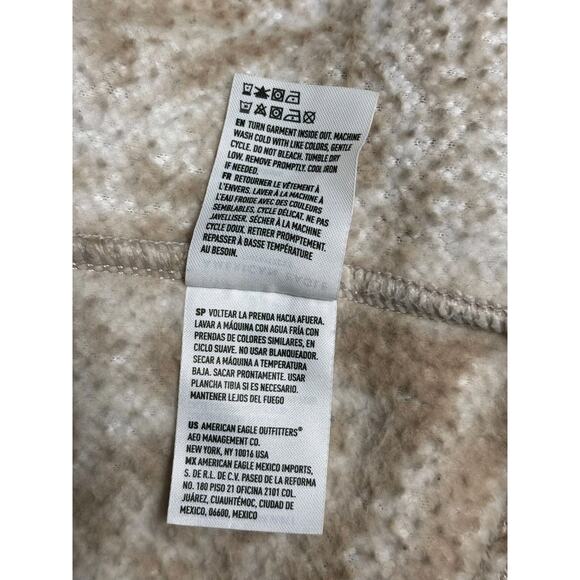 EN TURN GARMENT INSIDE OUT. MACHINE
WASH COLD WITH LIKE COLORS, GENTLE
CYCLE. DO NOT BLEACH. TUMBLE DRY
LOW. REMOVE PROMPTLY. COOL IRON
IF NEEDED.
FR RETOURNER LE VÊTEMENT À
L'ENVERS. LAVER À LA MACHINE À
L'EAU FROIDE AVEC DES COULEURS
SEMBLABLES, CYCLE DÉLICAT. NE PAS
JAVELLISER. SÉCHER À LA MACHINE
CYCLE DOUX. RETIRER PROMPTEMENT.
REPASSER À BASSE TEMPÉRATURE
AU BESOIN.
AMERICAN EAGLE
SP VOLTEAR LA PRENDA HACIA AFUERA.
LAVAR A MÁQUINA CON AGUA FRÍA CON
PRENDAS DE COLORES SIMILARES, EN
CICLO SUAVE. NO USAR BLANQUEADOR.
SECAR A MÁQUINA A TEMPERATURA
BAJA. SACAR PRONTAMENTE. USAR
PLANCHA TIBIA SI ES NECESARIO.
MANTENER LEJOS DEL FUEGO
US AMERICAN EAGLE OUTFITTERS®
AEO MANAGEMENT CO.
NEW YORK, NY 10016 USA
MX AMERICAN EAGLE MEXICO IMPORTS,
S. DE R.L. DE C.V. PASEO DE LA REFORMA
NO. 180 PISO 21 OFICINA 2101 COL.
JUÁREZ, CUAUHTÉMOC, CIUDAD DE
MEXICO, 06600, MEXICO